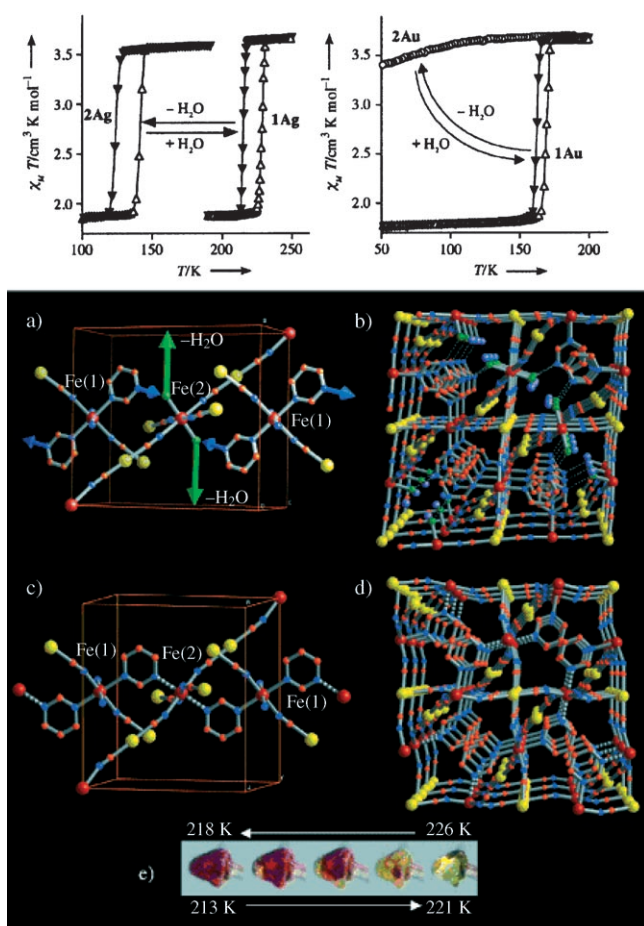 3.5
3.0
2.5
2.0
χM T/cm3 K mol–1
2Ag
– H2O
+ H2O
1Ag
100 150 200 250
T/K
3.5
3.0
2.5
2.0
χM T/cm3 K mol–1
2Au
– H2O
+ H2O
1Au
50 100 150 200
T/K
a)
–H2O
Fe(1)
Fe(2)
Fe(1)
–H2O
b)
c)
Fe(1)
Fe(2)
Fe(1)
d)
218 K 226 K
e)
213 K 221 K